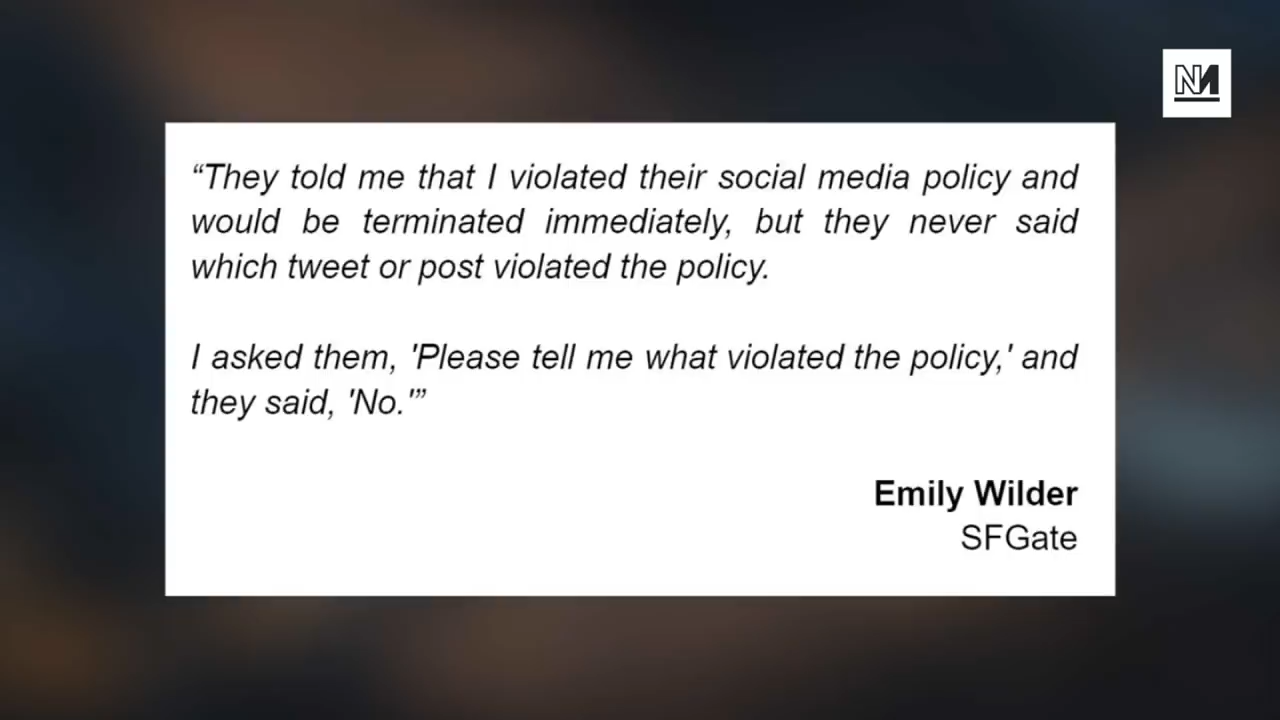 “They told me that I violated their social media policy and
would be terminated immediately, but they never said
which tweet or post violated the policy.
I asked them, 'Please tell me what violated the policy,' and
they said, 'No.'”
Emily Wilder
SFGate
NM